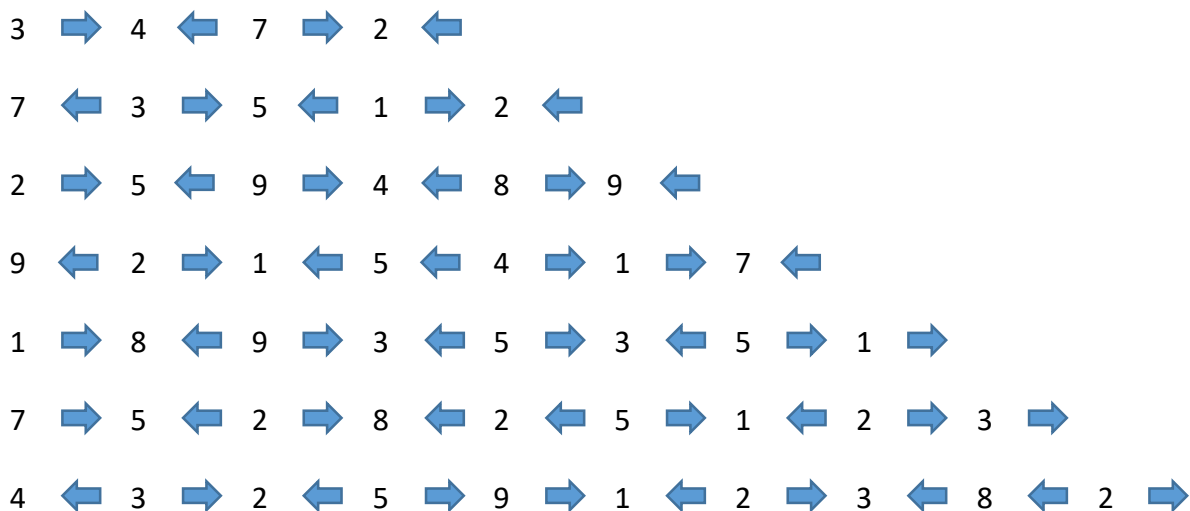 3 4 7 2
7 3 5 1 2
2 5 9 4 8 9
9 2 1 5 4 1 7
1 8 9 3 5 3 5 1
7 5 2 8 2 5 1 2 3
4 3 2 5 9 1 2 3 8 2